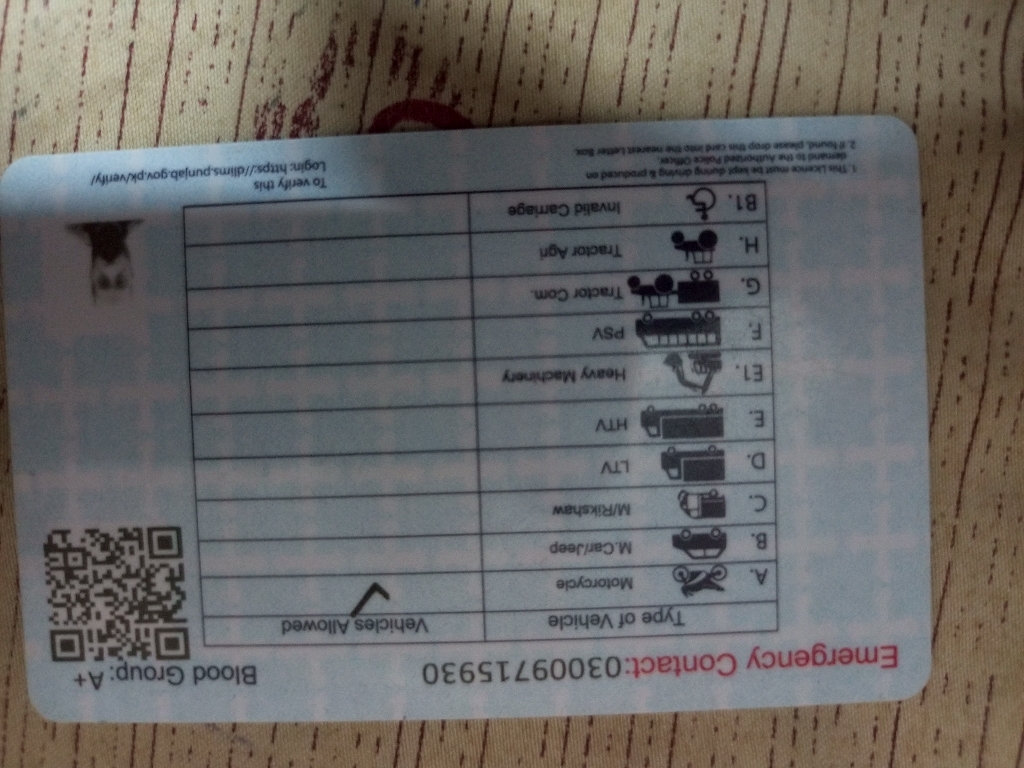 Emergency Contact:03009715930 Blood Group: A+
Type of Vehicle Vehicles Allowed
A. Motorcycle ✓
B. M.Car/Jeep
C. M/Rikshaw
D. LTV
E. HTV
E1. Heavy Machinery
F. PSV
G. Tractor Com.
H. Tractor Agri
B1. Invalid Carriage
1. This Licence must be kept during driving & produced on
demand to the Authorized Police Officer.
2. If found, please drop this card into the nearest Letter Box.
To verify this
Login: https://dlims.punjab.gov.pk/verify/